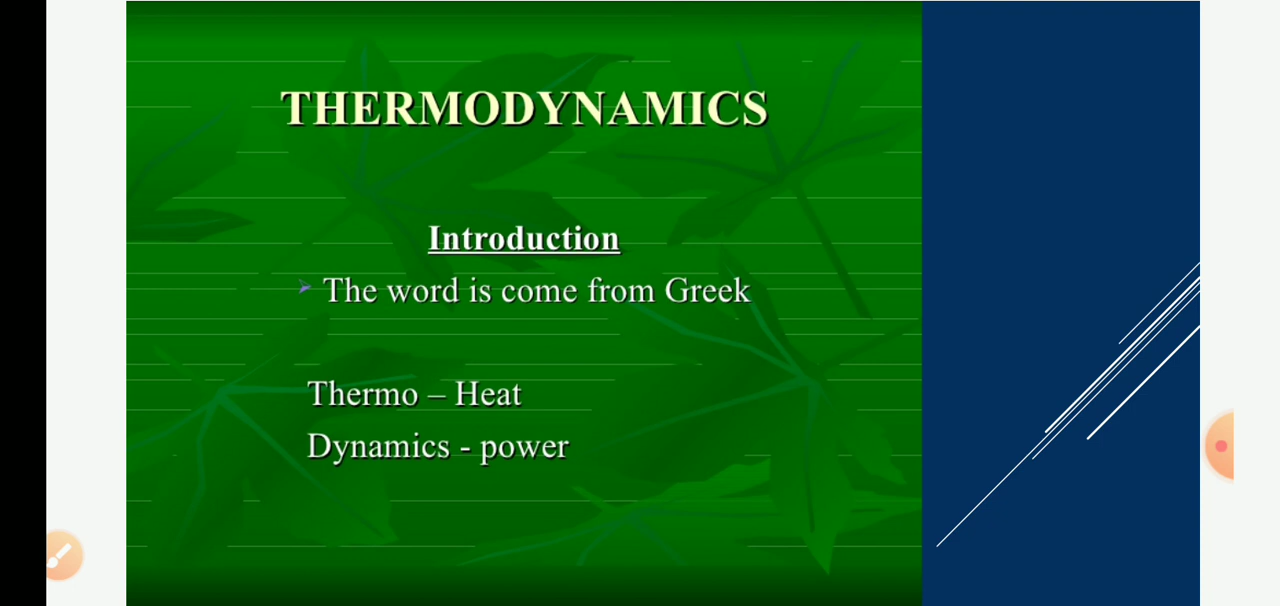 THERMODYNAMICS
Introduction
The word is come from Greek
Thermo – Heat
Dynamics - power